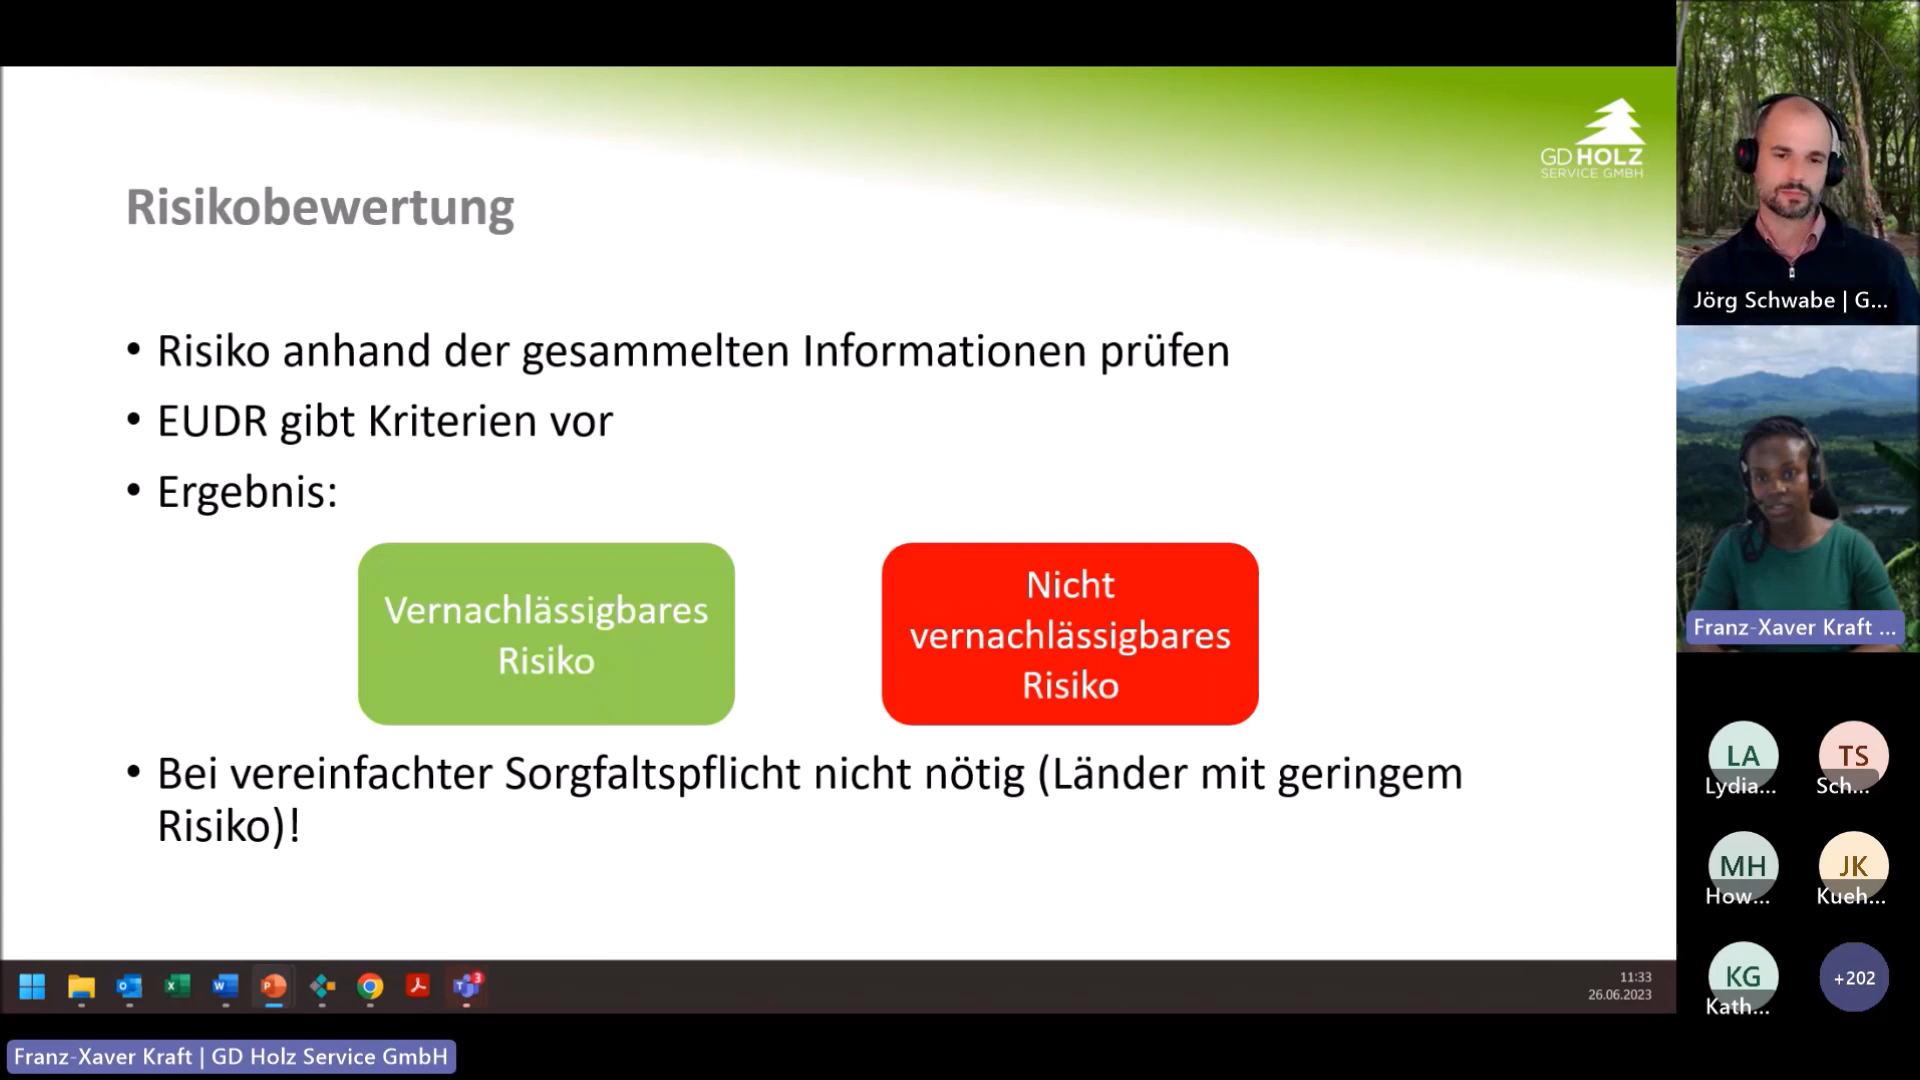 GD HOLZ
SERVICE GMBH
Risikobewertung
• Risiko anhand der gesammelten Informationen prüfen
• EUDR gibt Kriterien vor
• Ergebnis:
Vernachlässigbares
Risiko
Nicht
vernachlässigbares
Risiko
• Bei vereinfachter Sorgfaltspflicht nicht nötig (Länder mit geringem
Risiko)!
11:33
26.06.2023
Franz-Xaver Kraft | GD Holz Service GmbH
Jörg Schwabe | G...
Franz-Xaver Kraft ...
LA
Lydia...
TS
Sch...
MH
How...
JK
Kueh...
KG
Kath...
+202